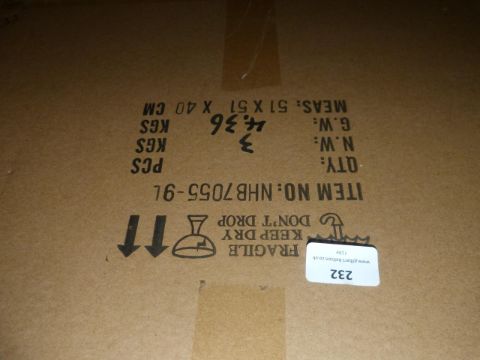 FRAGILE
KEEP DRY
DON'T DROP
ITEM NO: NHB7055-9L
QTY: PCS
N.W: 3 KGS
G.W: 4.36 KGS
MEAS: 51 X 51 X 40 CM
232